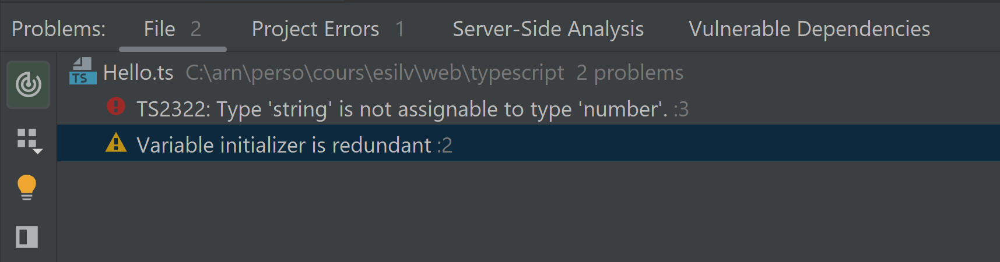 Problems: File 2 Project Errors 1 Server-Side Analysis Vulnerable Dependencies
TS Hello.ts C:\arn\perso\cours\esilv\web\typescript 2 problems
TS2322: Type 'string' is not assignable to type 'number'. :3
Variable initializer is redundant :2